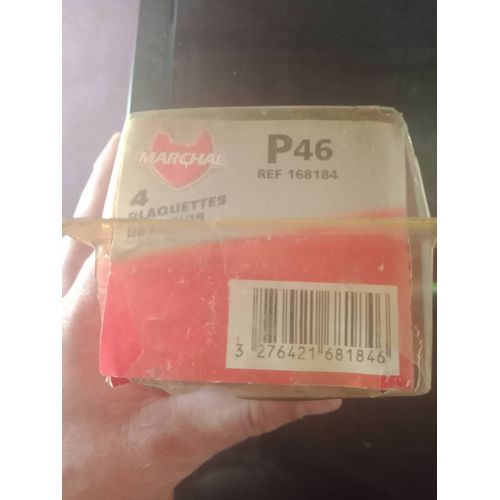 MARCHAL
P46
REF 168184
4
PLAQUETTES
3 276421 681846